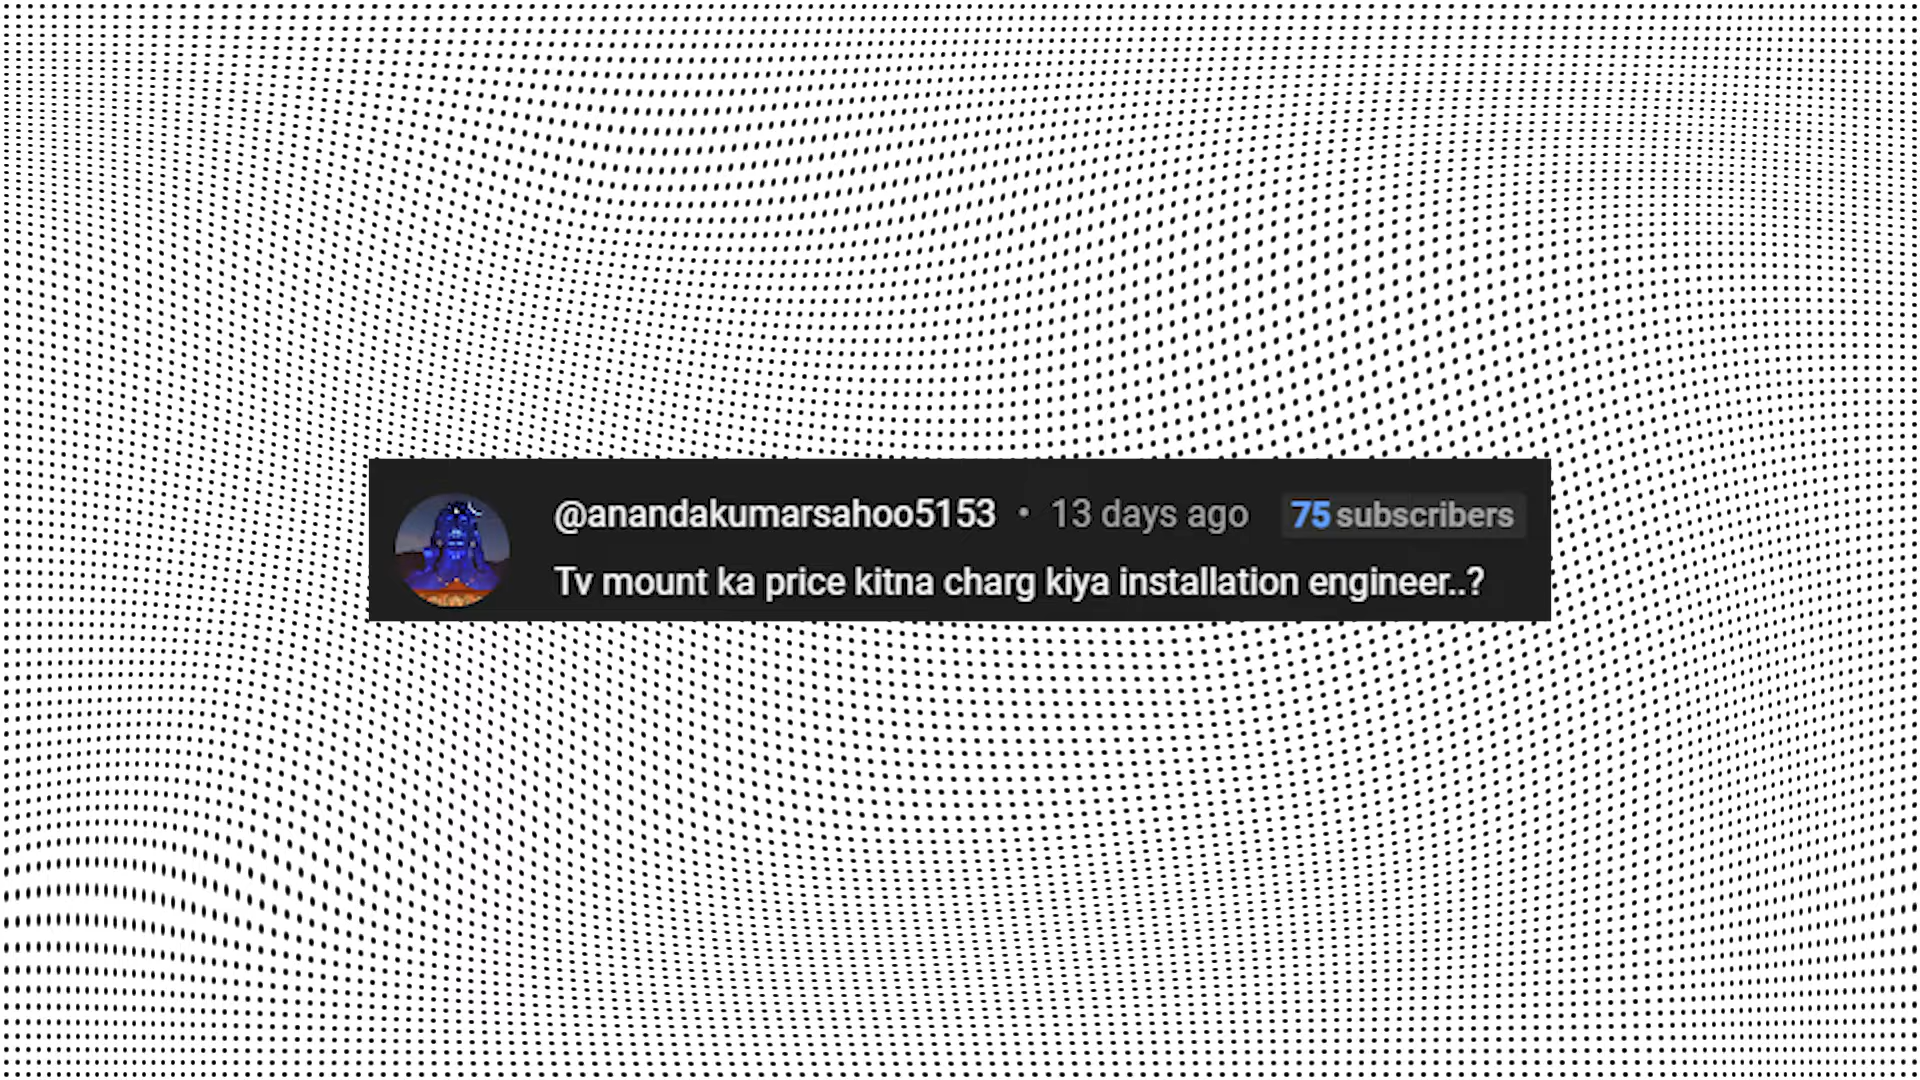 @anandakumarsahoo5153 • 13 days ago 75 subscribers
Tv mount ka price kitna charg kiya installation engineer..?